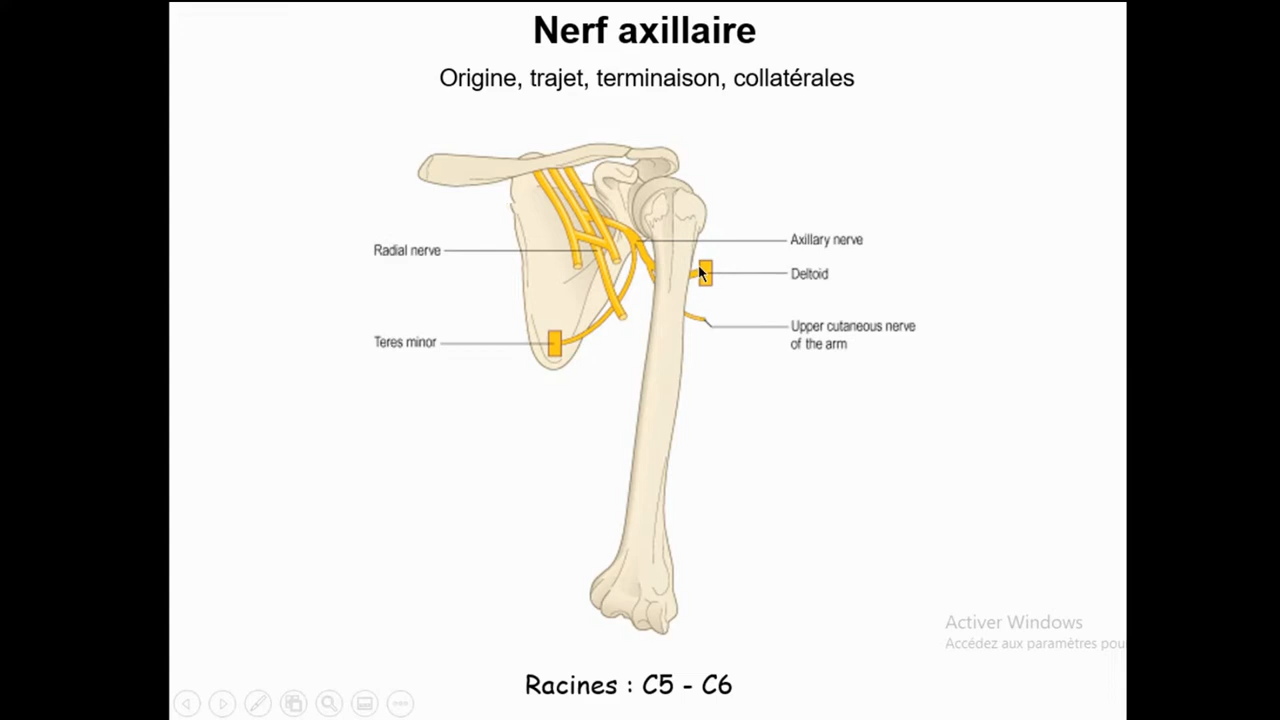 Nerf axillaire
Origine, trajet, terminaison, collatérales
Axillary nerve
Radial nerve
Deltoid
Upper cutaneous nerve
of the arm
Teres minor
Activer Windows
Accédez aux paramètres pou
Racines : C5 - C6